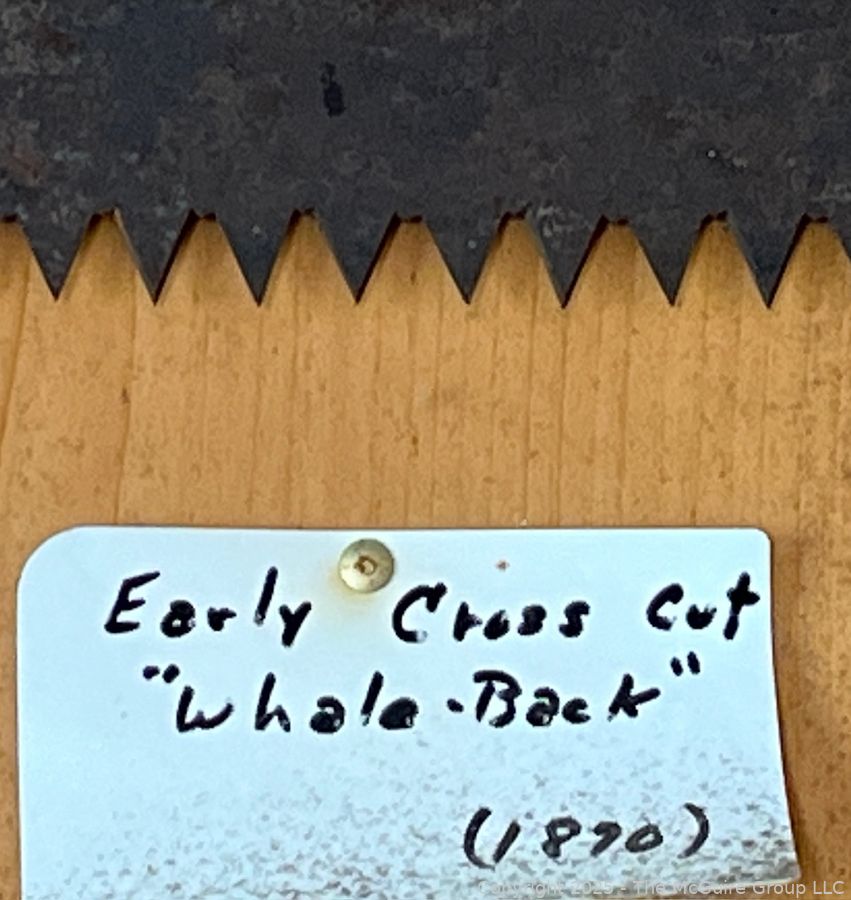 Early Cross Cut
"Whale-Back"
(1890)
Copyright 2025 - The McGuire Group LLC